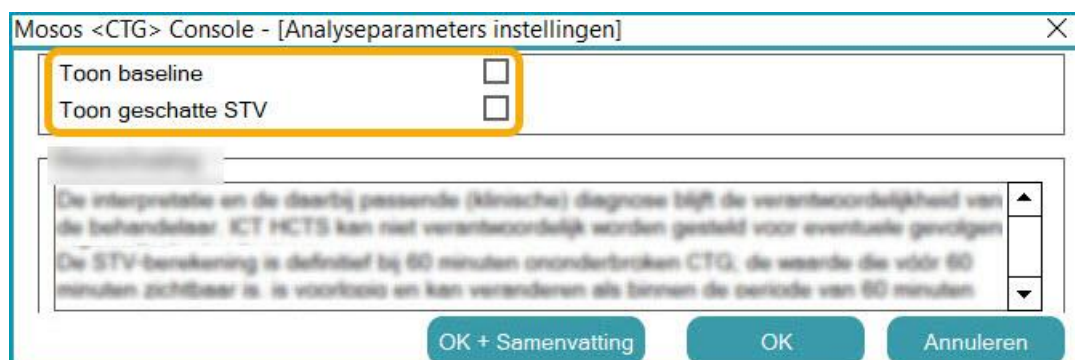 Mosos <CTG> Console - [Analyseparameters instellingen]
Toon baseline
Toon geschatte STV
De interpretatie en de daarbij passende (klinische) diagnose blijft de verantwoordelijkheid van
de behandelaar. ICT HCTS kan niet verantwoordelijk worden gesteld voor eventuele gevolgen
De STV-berekening is definitief bij 60 minuten ononderbroken CTG; de waarde die vóór 60
minuten zichtbaar is, is voorlopig en kan veranderen als binnen de periode van 60 minuten
OK + Samenvatting
OK
Annuleren